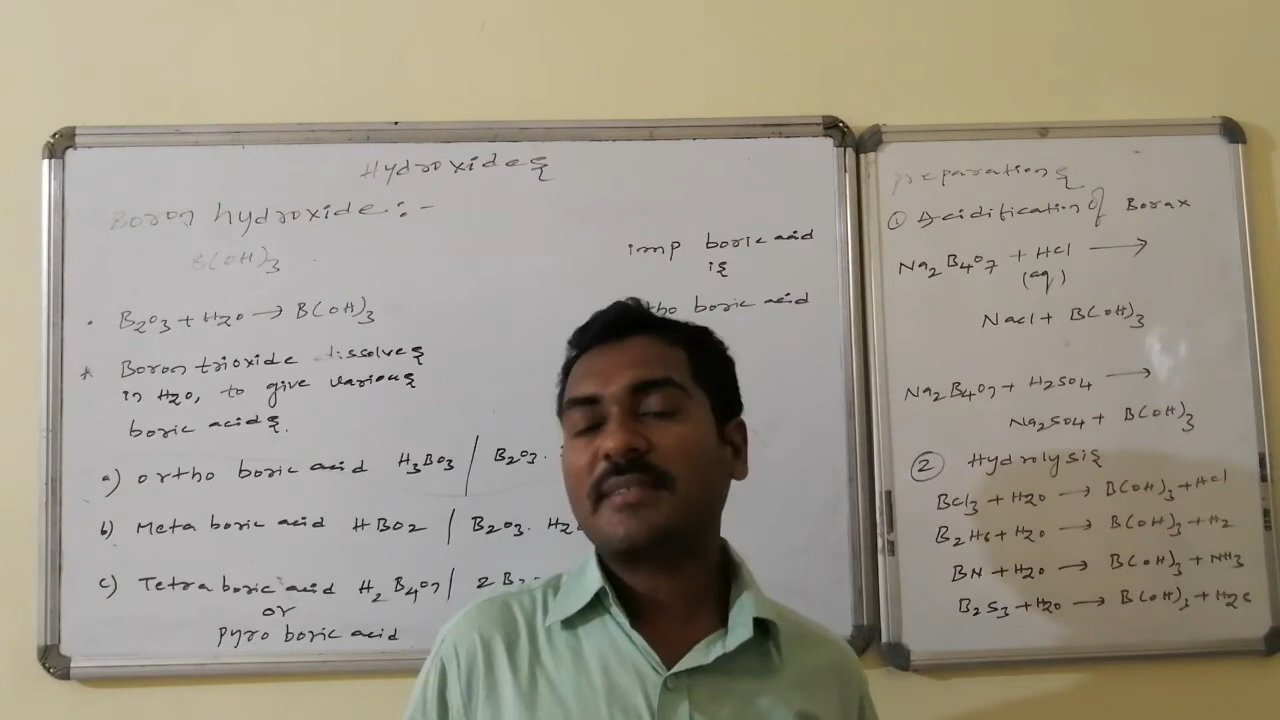 Hydroxides
Boron hydroxide:-
B(OH)3
imp boric acid
is
boric acid
B2O3 + H2O → B(OH)3
* Boron trioxide dissolves
in H2O, to give various
boric acids.
a) ortho boric acid H3BO3 / B2O3.
b) Meta boric acid HBO2 / B2O3. H2
c) Tetra boric acid H2B4O7 / 2B2
or
pyro boric acid
Preparations
① Acidification of Borax
Na2B4O7 + HCl →
(aq)
NaCl + B(OH)3
Na2B4O7 + H2SO4 →
Na2SO4 + B(OH)3
② Hydrolysis
BCl3 + H2O → B(OH)3 + HCl
B2H6 + H2O → B(OH)3 + H2
BN + H2O → B(OH)3 + NH3
B2S3 + H2O → B(OH)3 + H2S